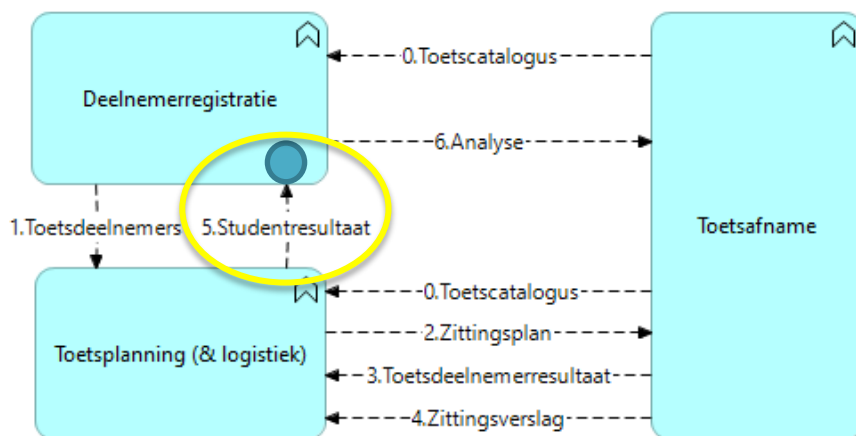 0.Toetscatalogus
Deelnemerregistratie
6.Analyse
1.Toetsdeelnemers
5.Studentresultaat
Toetsafname
0.Toetscatalogus
2.Zittingsplan
Toetsplanning (& logistiek)
3.Toetsdeelnemerresultaat
4.Zittingsverslag